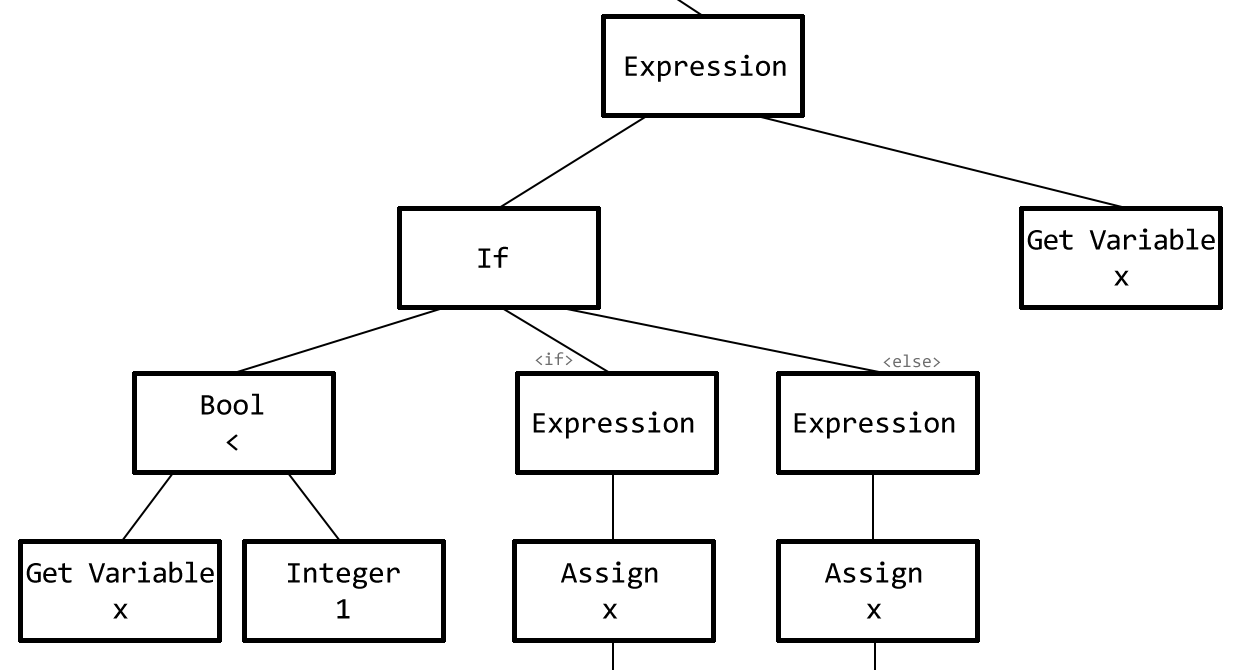 Expression
If
Get Variable
x
<if>
<else>
Bool
<
Expression
Expression
Get Variable
x
Integer
1
Assign
x
Assign
x